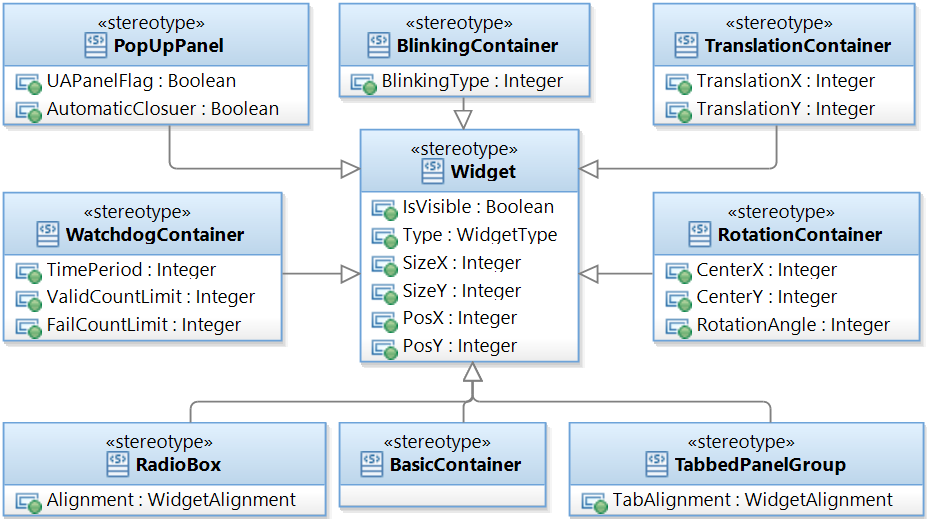 «stereotype»
PopUpPanel
UAPanelFlag : Boolean
AutomaticClosuer : Boolean
«stereotype»
BlinkingContainer
BlinkingType : Integer
«stereotype»
TranslationContainer
TranslationX : Integer
TranslationY : Integer
«stereotype»
Widget
IsVisible : Boolean
Type : WidgetType
SizeX : Integer
SizeY : Integer
PosX : Integer
PosY : Integer
«stereotype»
WatchdogContainer
TimePeriod : Integer
ValidCountLimit : Integer
FailCountLimit : Integer
«stereotype»
RotationContainer
CenterX : Integer
CenterY : Integer
RotationAngle : Integer
«stereotype»
RadioBox
Alignment : WidgetAlignment
«stereotype»
BasicContainer
«stereotype»
TabbedPanelGroup
TabAlignment : WidgetAlignment